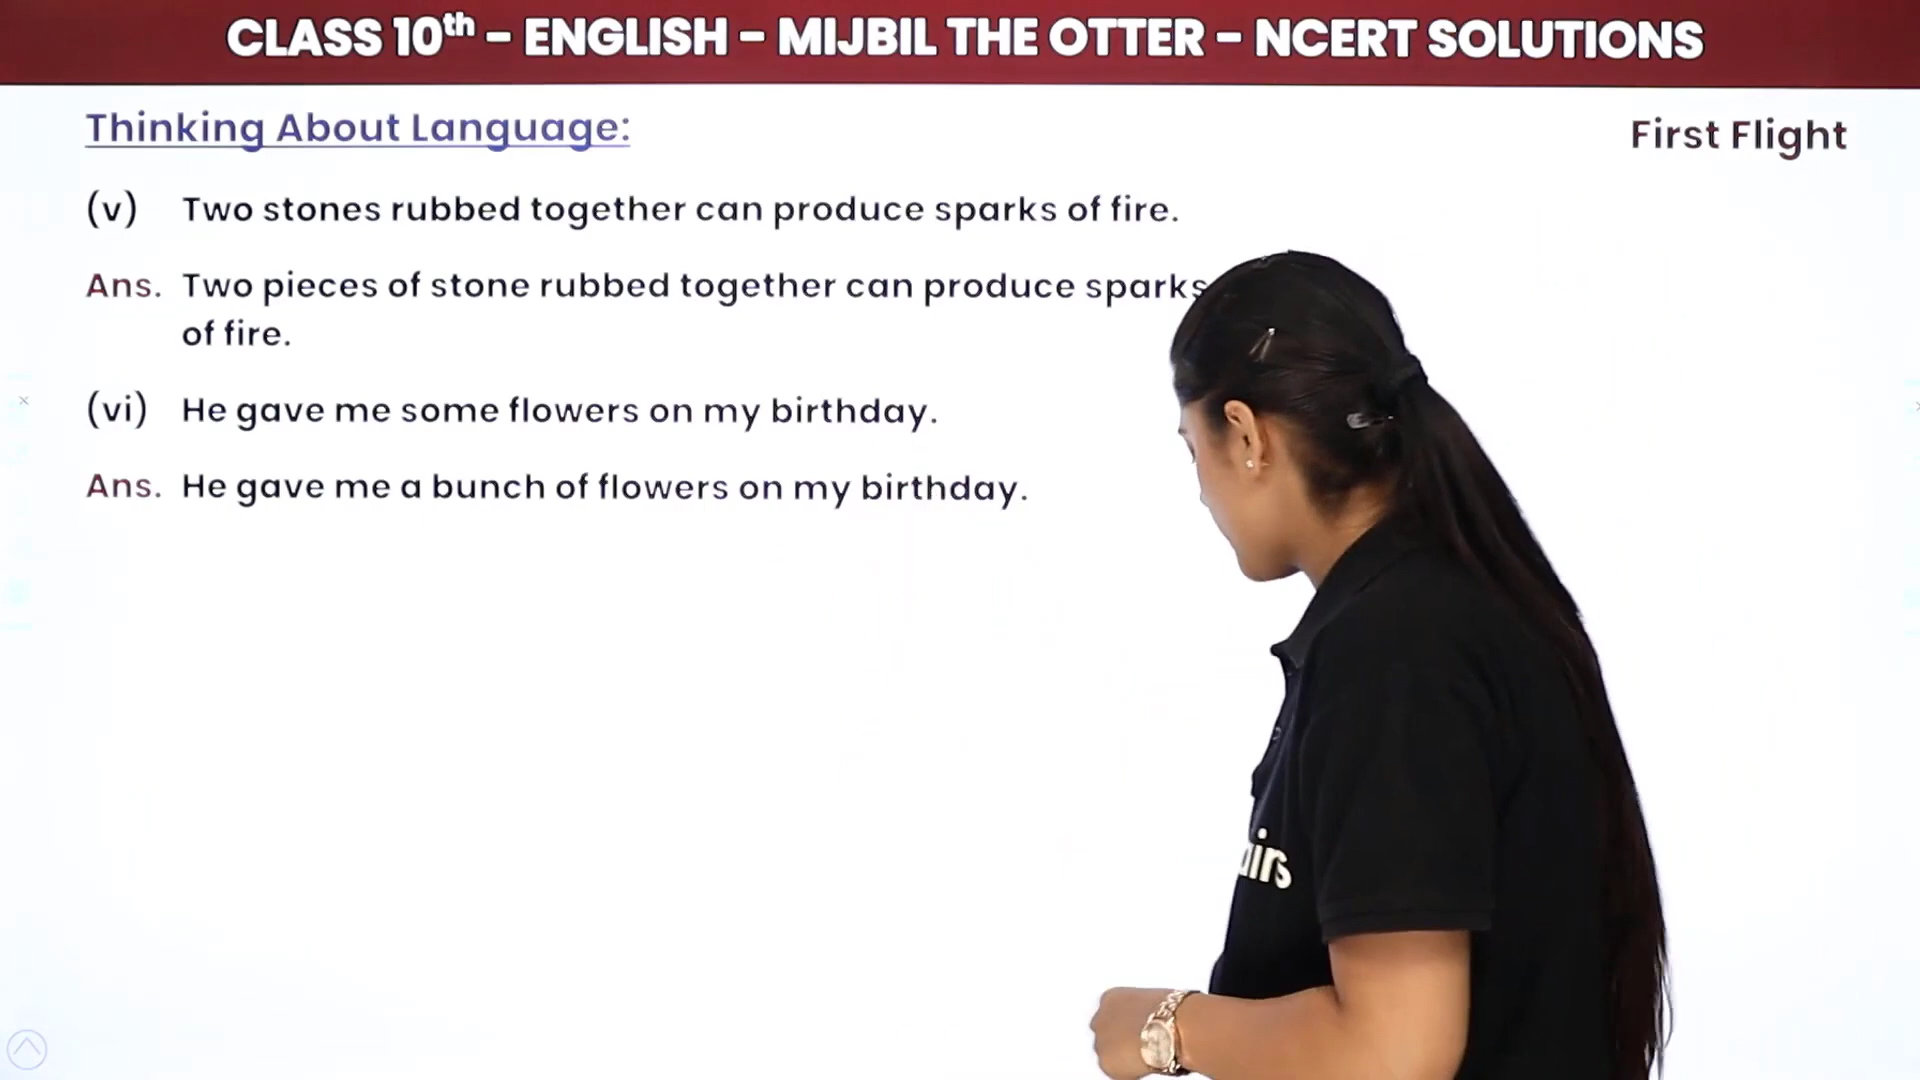 CLASS 10th – ENGLISH – MIJBIL THE OTTER – NCERT SOLUTIONS
Thinking About Language:
First Flight
(v) Two stones rubbed together can produce sparks of fire.
Ans. Two pieces of stone rubbed together can produce sparks
of fire.
(vi) He gave me some flowers on my birthday.
Ans. He gave me a bunch of flowers on my birthday.